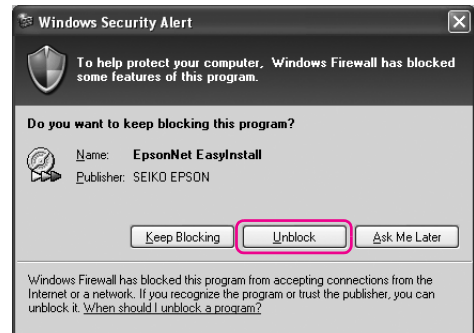 Windows Security Alert
To help protect your computer, Windows Firewall has blocked
some features of this program.
Do you want to keep blocking this program?
Name: EpsonNet EasyInstall
Publisher: SEIKO EPSON
Keep Blocking Unblock Ask Me Later
Windows Firewall has blocked this program from accepting connections from the
Internet or a network. If you recognize the program or trust the publisher, you can
unblock it. When should I unblock a program?